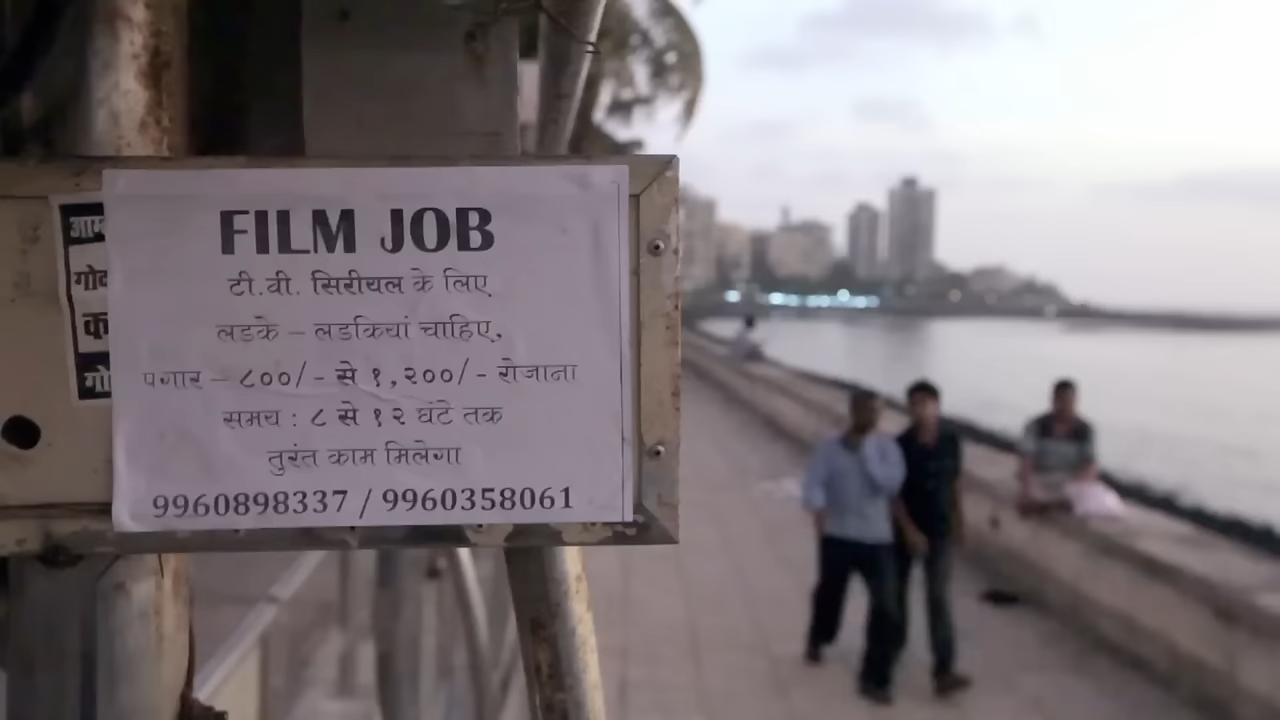 FILM JOB
टी.वी. सिरीयल के लिए
लडके – लडकियां चाहिए,
पगार – ८००/- से १,२००/- रोजाना
समय : ८ से १२ घंटे तक
तुरंत काम मिलेगा
9960898337 / 9960358061